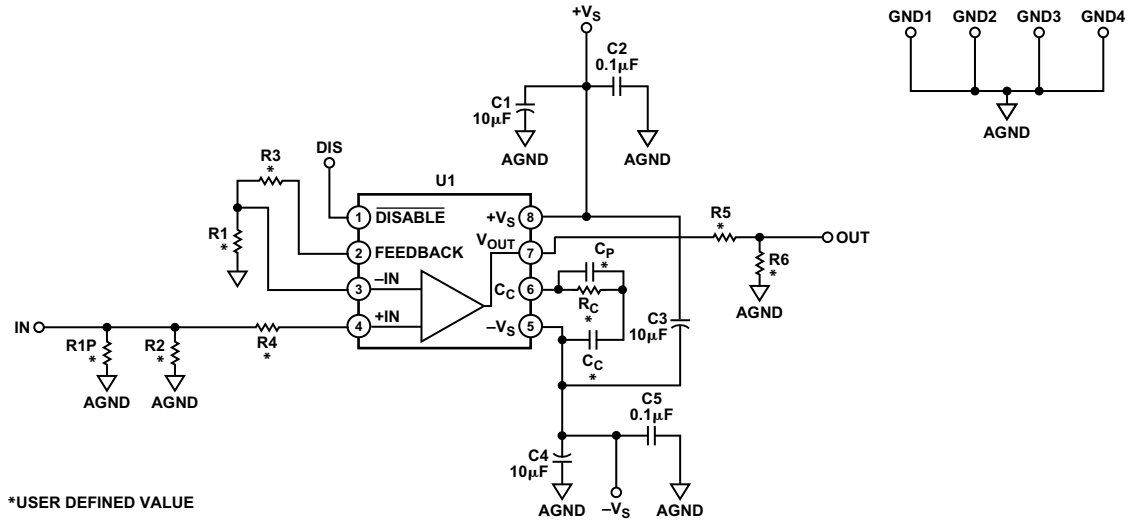 +VS
GND1 GND2 GND3 GND4
C2
0.1µF
C1
10µF
AGND
AGND
AGND
DIS
R3
*
U1
1 DISABLE
+VS 8
R1
*
2 FEEDBACK
VOUT 7
R5
*
OUT
R6
*
AGND
CP
*
3 –IN
CC 6
RC
*
IN
4 +IN
–VS 5
R1P
*
R2
*
R4
*
C3
10µF
CC
*
AGND
AGND
C5
0.1µF
C4
10µF
AGND
–VS
AGND
*USER DEFINED VALUE